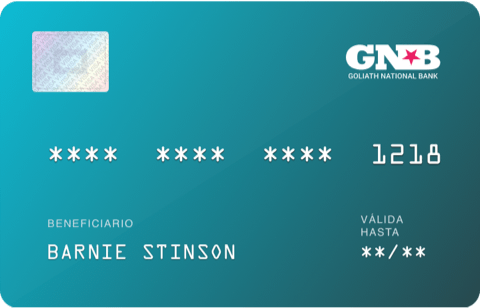 GNB
GOLIATH NATIONAL BANK
**** **** **** 1218
BENEFICIARIO
BARNIE STINSON
VÁLIDA
HASTA
**/**